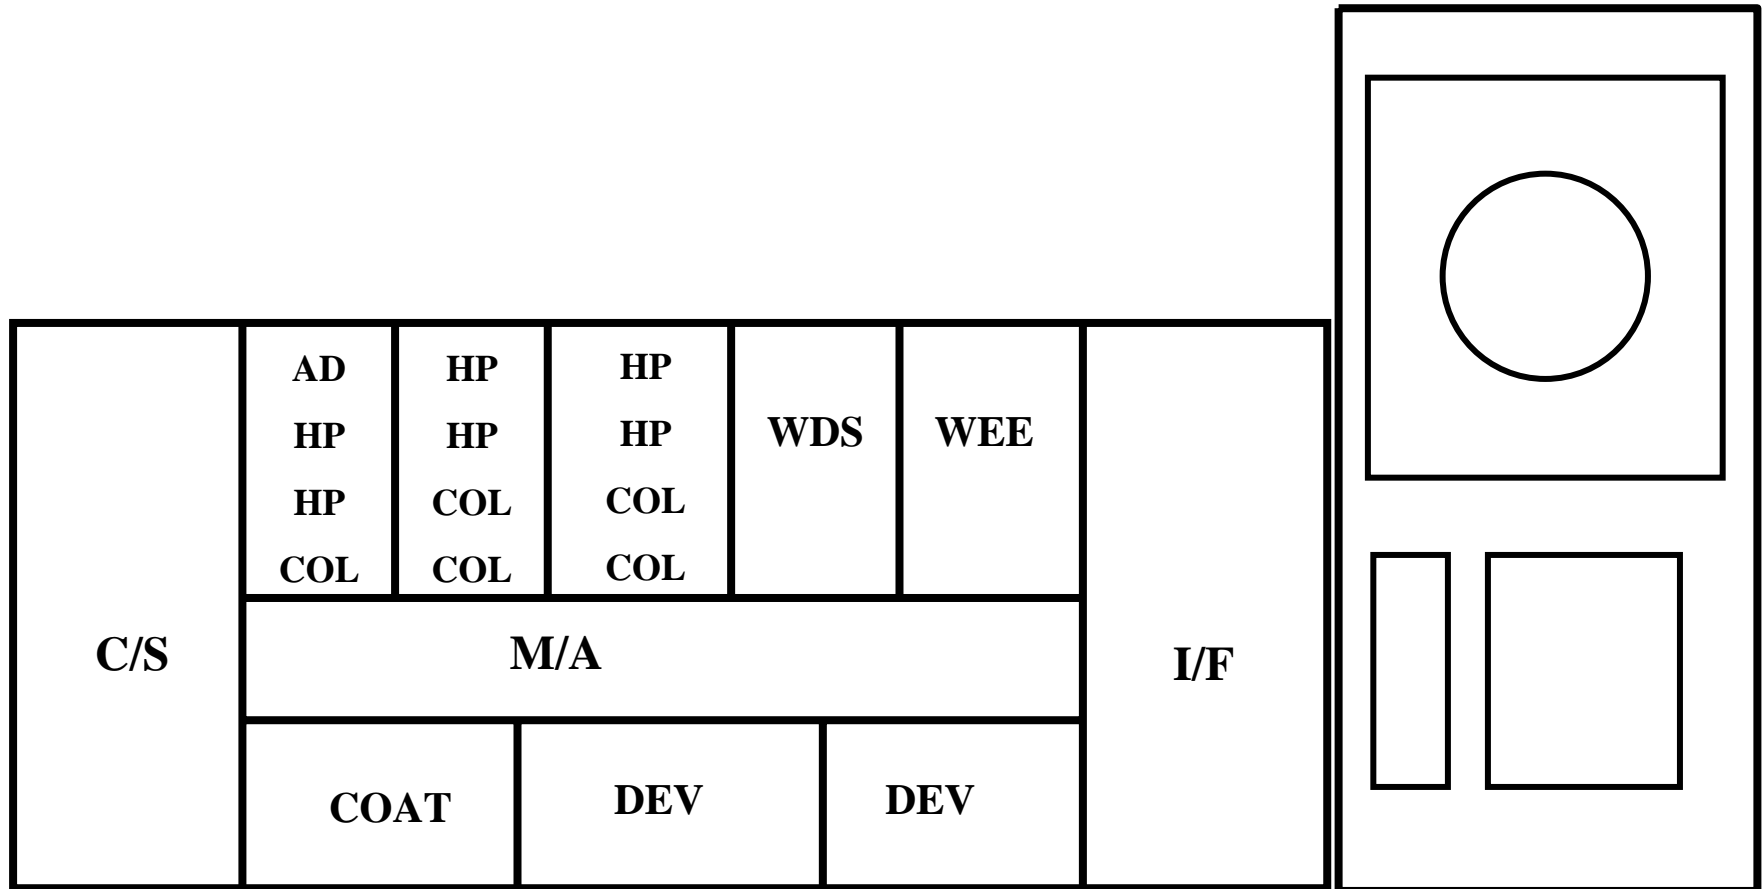 AD
HP
HP
COL
HP
HP
COL
COL
HP
HP
COL
COL
WDS
WEE
C/S
M/A
I/F
COAT
DEV
DEV